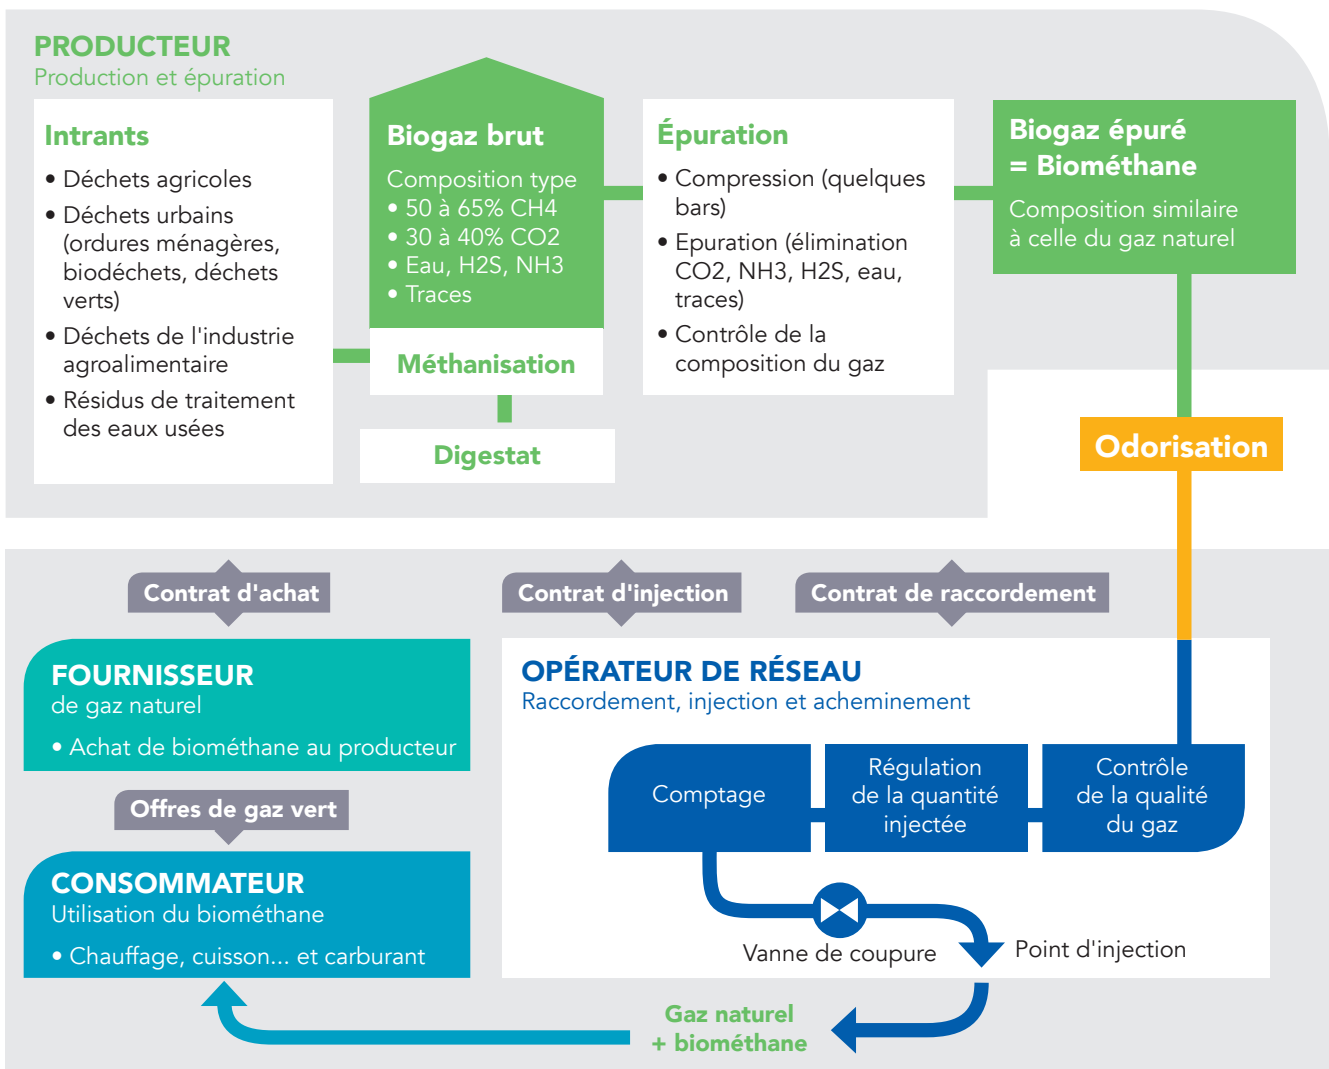 PRODUCTEUR
Production et épuration
Intrants
• Déchets agricoles
• Déchets urbains
(ordures ménagères,
biodéchets, déchets
verts)
• Déchets de l'industrie
agroalimentaire
• Résidus de traitement
des eaux usées
Biogaz brut
Composition type
• 50 à 65% CH4
• 30 à 40% CO2
• Eau, H2S, NH3
• Traces
Méthanisation
Digestat
Épuration
• Compression (quelques
bars)
• Epuration (élimination
CO2, NH3, H2S, eau,
traces)
• Contrôle de la
composition du gaz
Biogaz épuré
= Biométhane
Composition similaire
à celle du gaz naturel
Odorisation
Contrat d'achat
Contrat d'injection
Contrat de raccordement
FOURNISSEUR
de gaz naturel
• Achat de biométhane au producteur
Offres de gaz vert
CONSOMMATEUR
Utilisation du biométhane
• Chauffage, cuisson... et carburant
OPÉRATEUR DE RÉSEAU
Raccordement, injection et acheminement
Comptage
Régulation
de la quantité
injectée
Contrôle
de la qualité
du gaz
Vanne de coupure
Point d'injection
Gaz naturel
+ biométhane